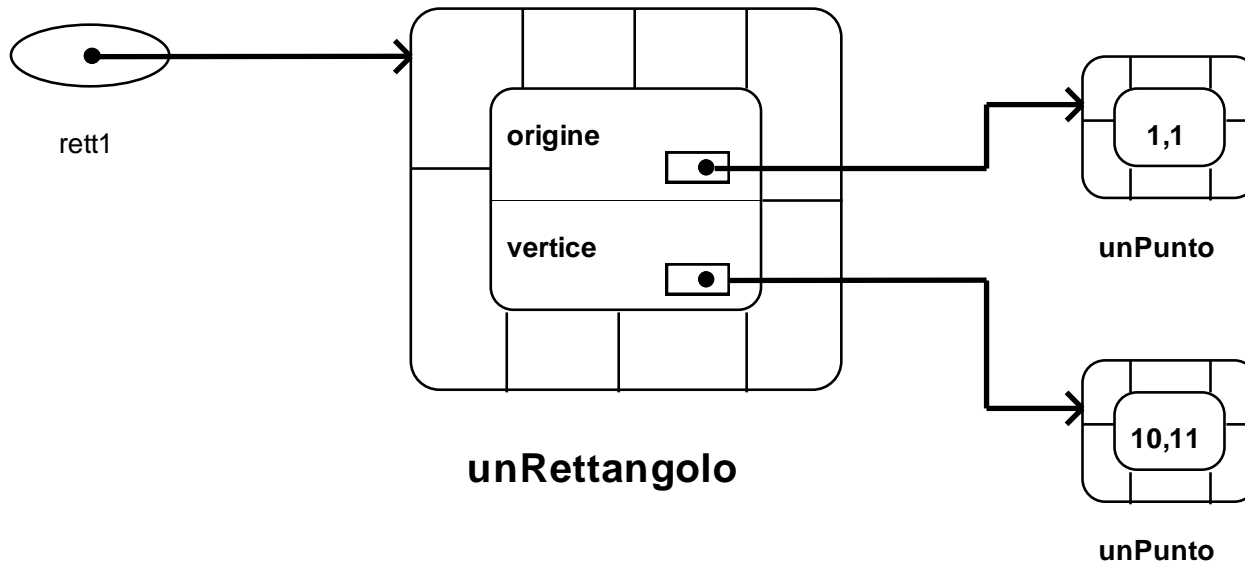 rett1
origine
vertice
unRettangolo
1,1
unPunto
10,11
unPunto